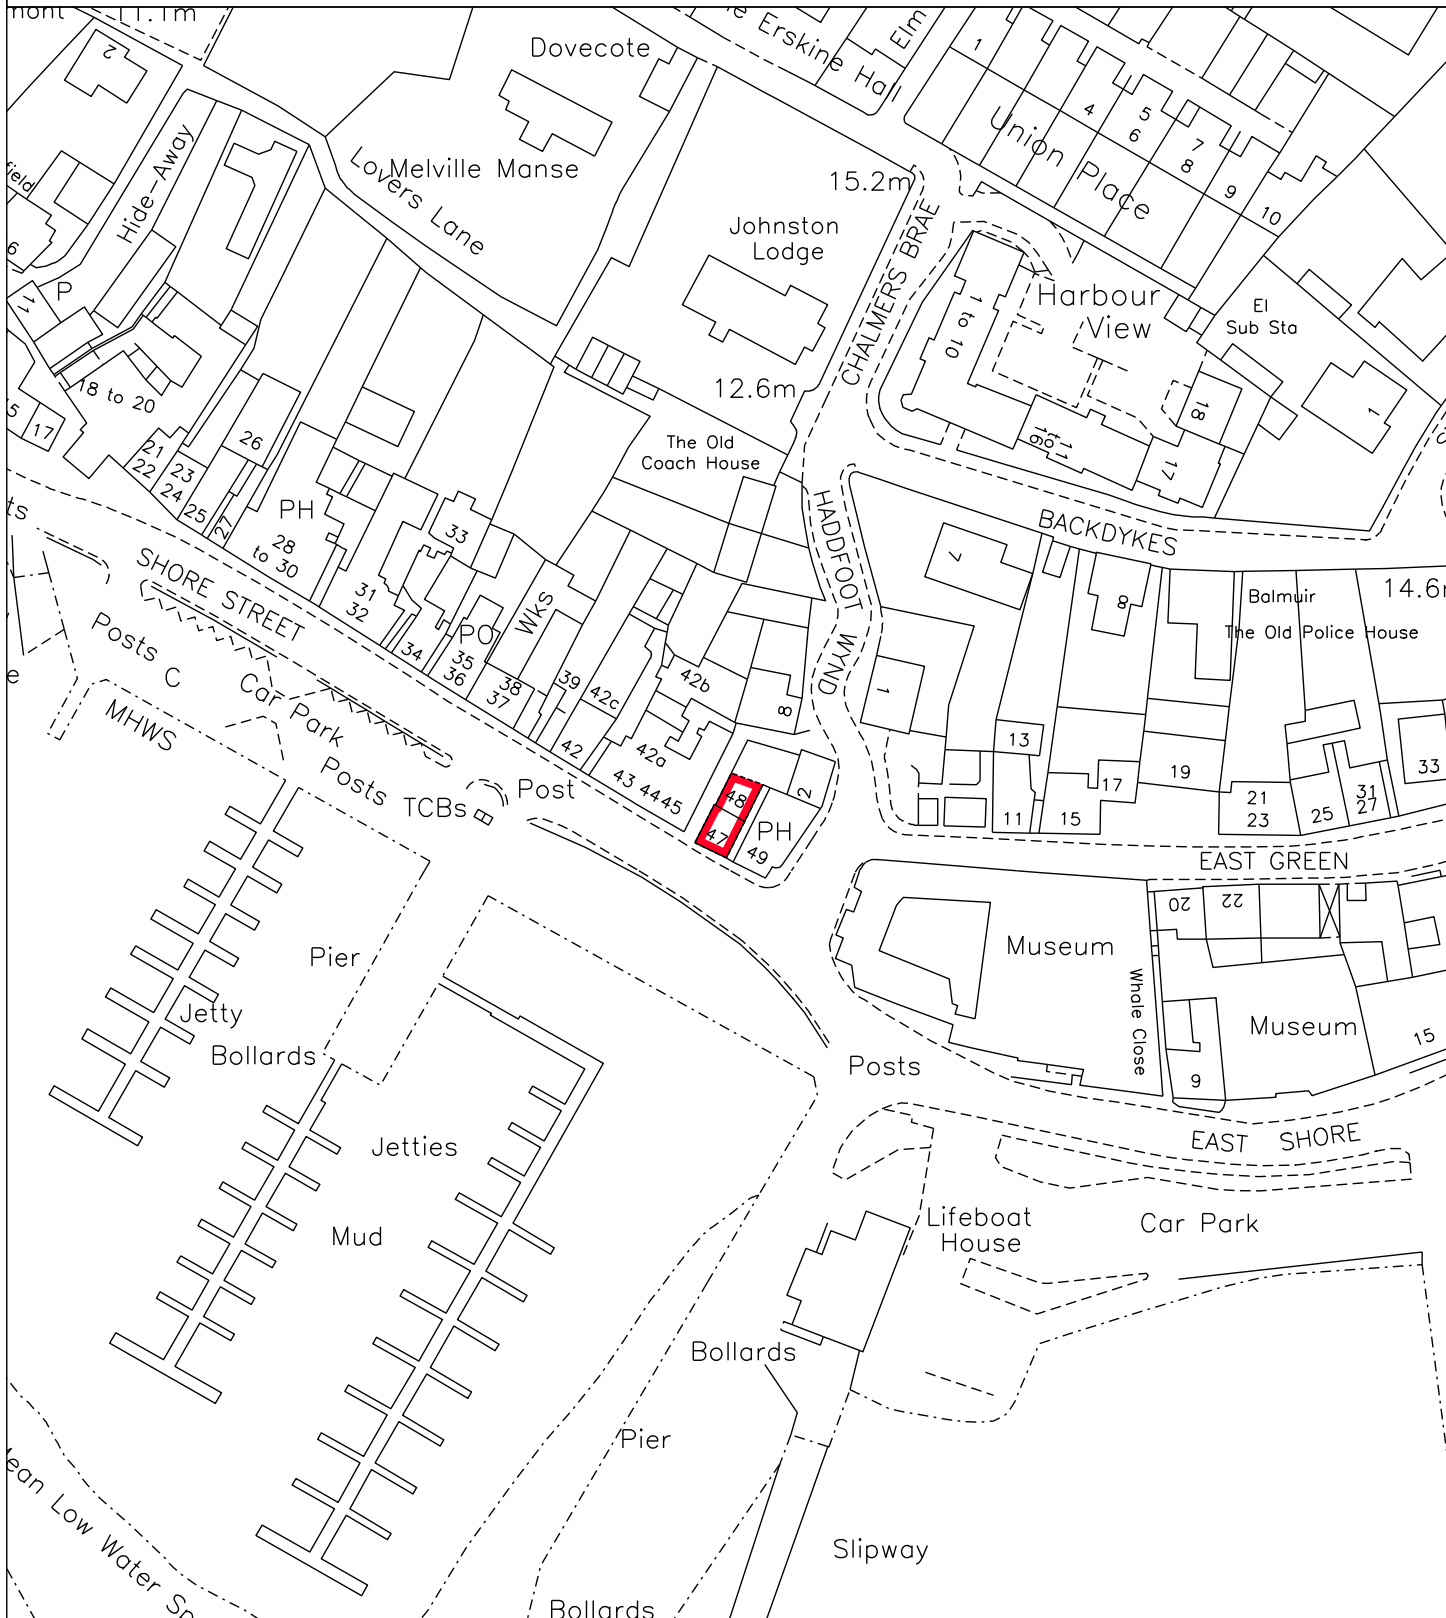 11.1m
2
Dovecote
Elm
Erskine Hall
1
4
5
6
7
8
9
10
Union Place
Hide-Away
Lovers Lane
Melville Manse
15.2m
field
6
P
11
Johnston
Lodge
CHALMERS BRAE
1 to 10
Harbour
View
El
Sub Sta
18 to 20
17
21
22
23
24
25
26
27
12.6m
The Old
Coach House
18
16
17
1
PH
28
to 30
33
HADDFOOT WYND
BACKDYKES
7
8
Balmuir
The Old Police House
SHORE STREET
31
32
34
PO
35
36
Wks
38
37
39
42c
42b
42
42a
43
44
45
8
1
Posts C
Car Park
MHWS
Posts
TCBs
Post
48
47
PH
49
2
13
11
15
17
19
21
23
25
31
27
33
EAST GREEN
20
22
Museum
Whale Close
Museum
9
15
Pier
Jetty
Bollards
Posts
EAST SHORE
Jetties
Mud
Lifeboat
House
Car Park
Bollards
Pier
Slipway
Mean Low Water
Bollards